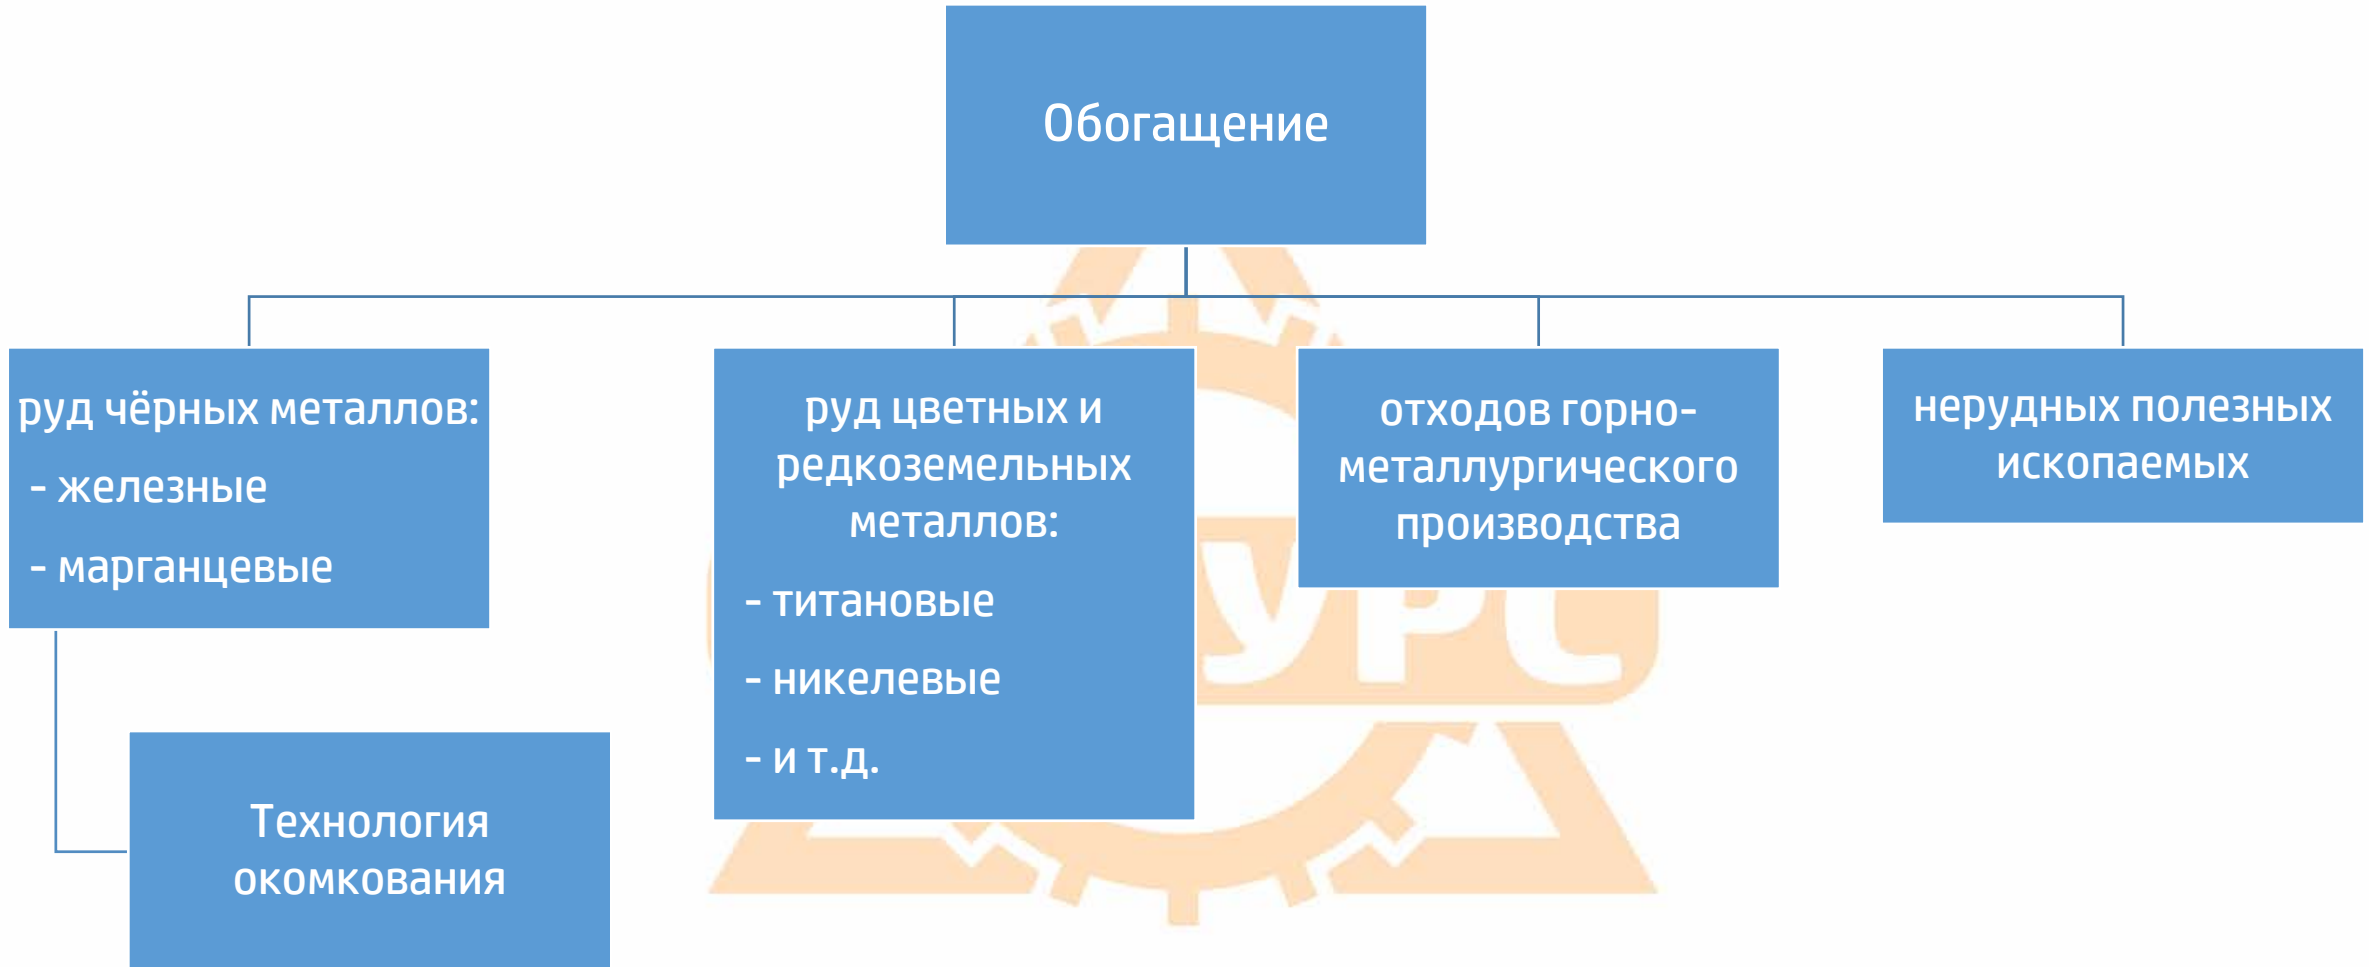 Обогащение
руд чёрных металлов:
- железные
- марганцевые
руд цветных и
редкоземельных
металлов:
- титановые
- никелевые
- и т.д.
отходов горно-
металлургического
производства
нерудных полезных
ископаемых
Технология
окомкования